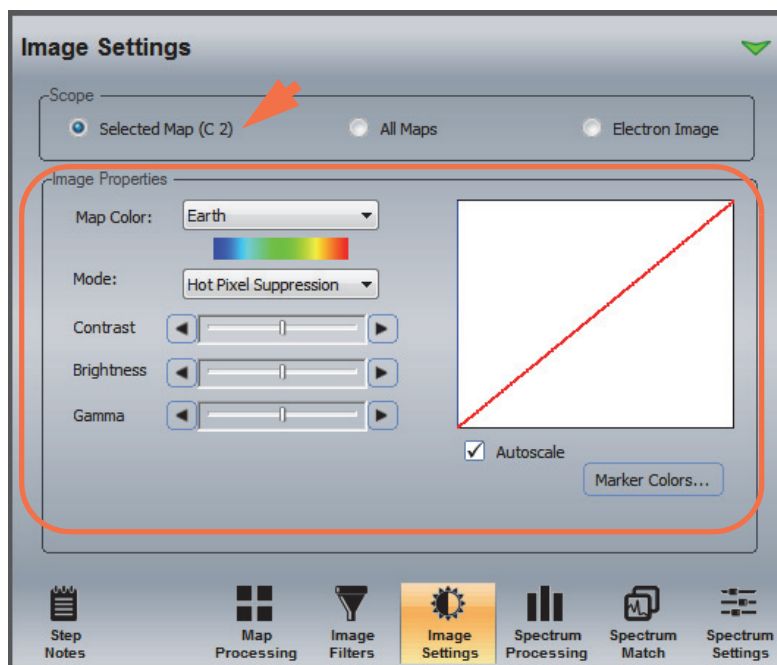 Image Settings
Scope
Selected Map (C 2)
All Maps
Electron Image
Image Properties
Map Color:
Earth
Mode:
Hot Pixel Suppression
Contrast
Brightness
Gamma
Autoscale
Marker Colors...
Step
Notes
Map
Processing
Image
Filters
Image
Settings
Spectrum
Processing
Spectrum
Match
Spectrum
Settings